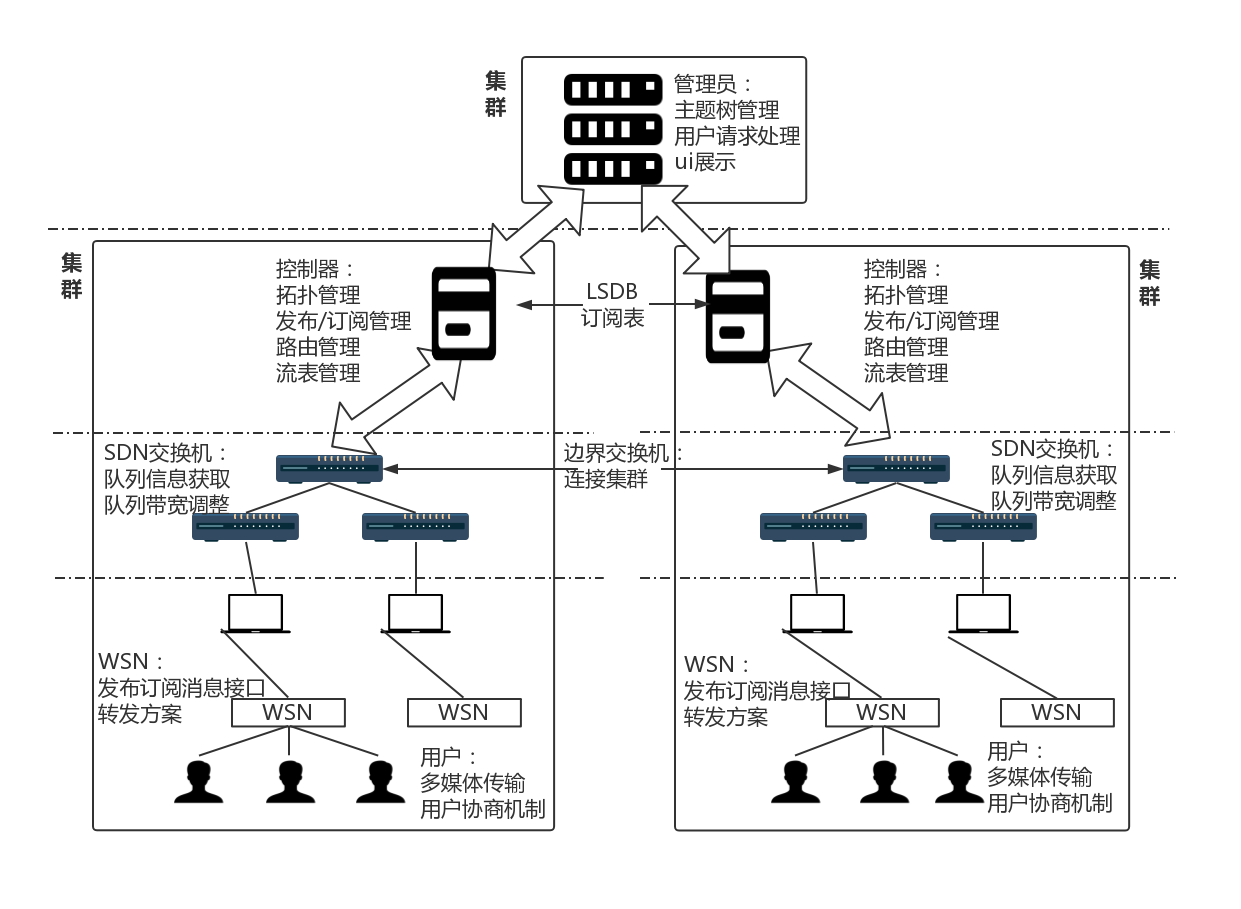 集
群
管理员：
主题树管理
用户请求处理
ui展示
集
群
控制器：
拓扑管理
发布/订阅管理
路由管理
流表管理
LSDB
订阅表
控制器：
拓扑管理
发布/订阅管理
路由管理
流表管理
集
群
SDN交换机：
队列信息获取
队列带宽调整
边界交换机：
连接集群
SDN交换机：
队列信息获取
队列带宽调整
WSN：
发布订阅消息接口
转发方案
WSN
WSN
用户：
多媒体传输
用户协商机制
WSN：
发布订阅消息接口
转发方案
WSN
WSN
用户：
多媒体传输
用户协商机制